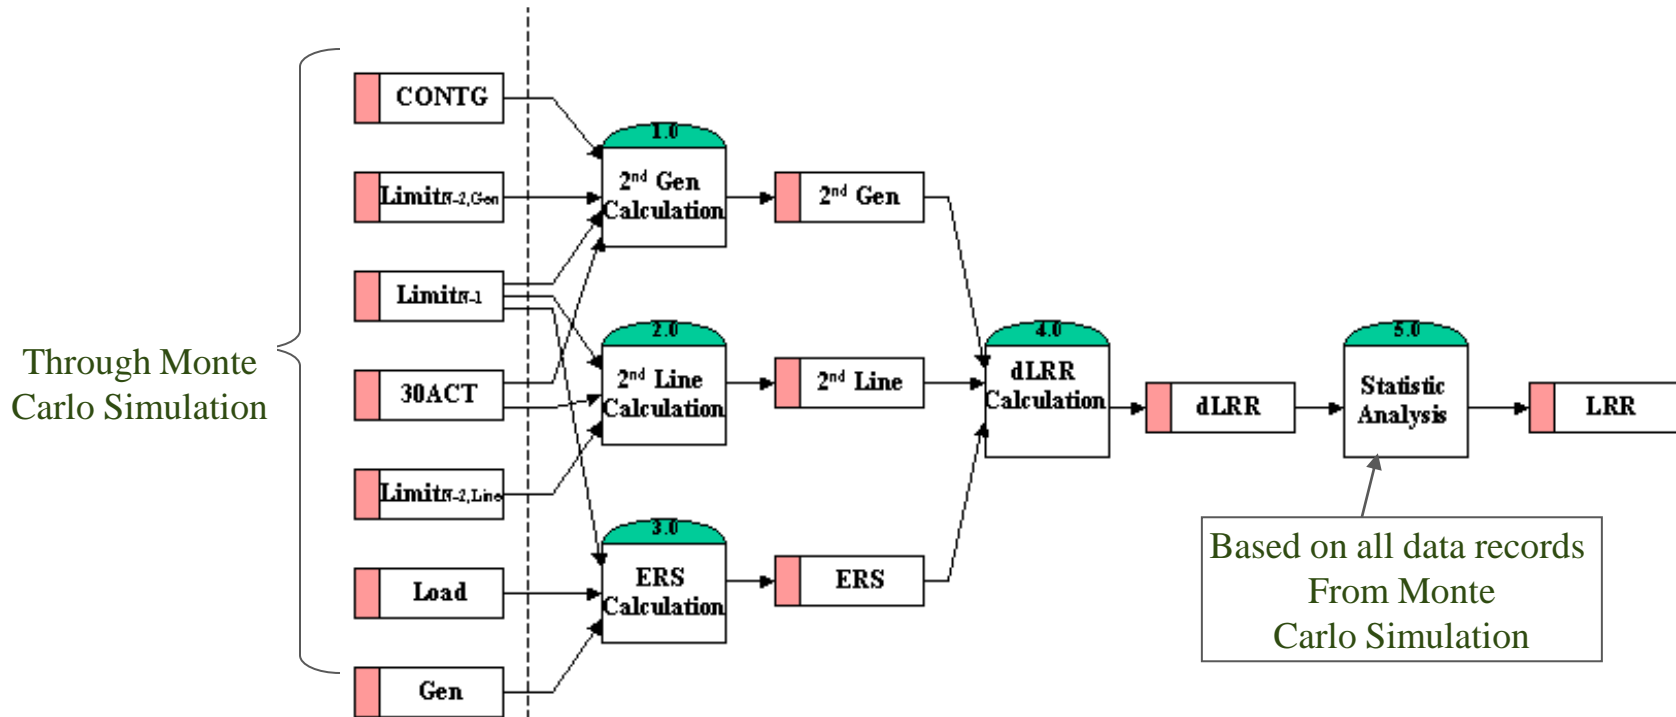 Through Monte
Carlo Simulation
CONTG
LimitN-2,Gen
LimitN-1
30ACT
LimitN-2,Line
Load
Gen
1.0
2nd Gen
Calculation
2.0
2nd Line
Calculation
3.0
ERS
Calculation
2nd Gen
2nd Line
ERS
4.0
dLRR
Calculation
dLRR
5.0
Statistic
Analysis
LRR
Based on all data records
From Monte
Carlo Simulation